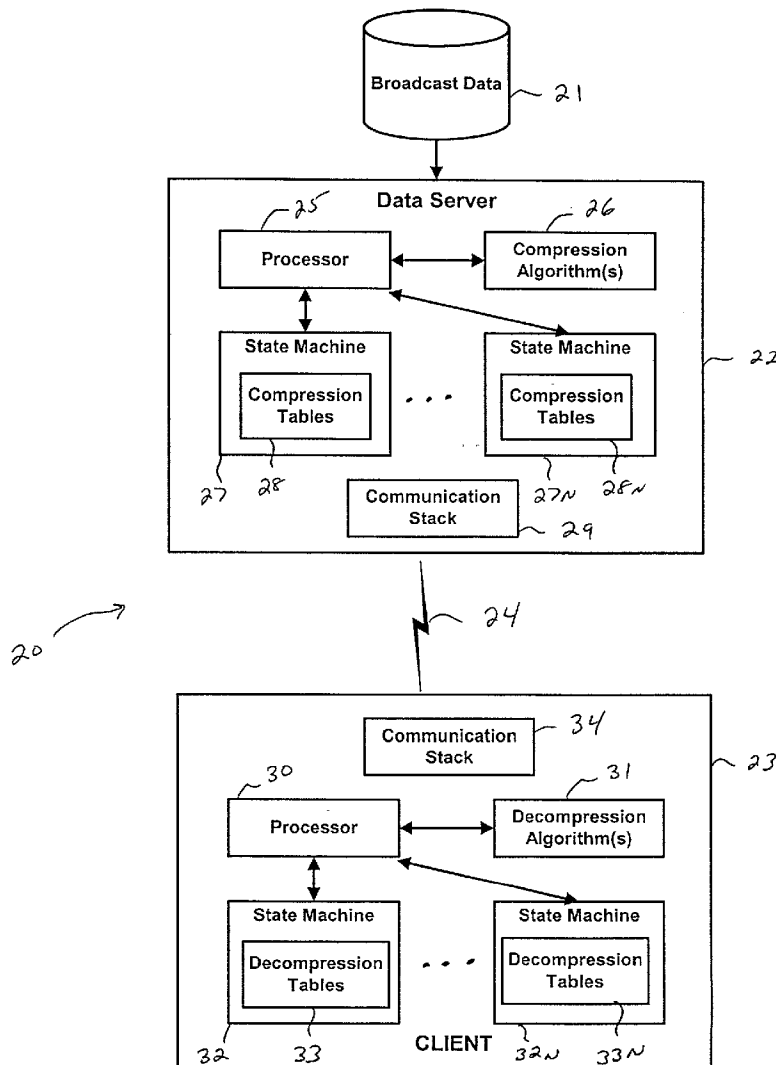 Broadcast Data
21
Data Server
25
26
Processor
Compression
Algorithm(s)
State Machine
State Machine
22
Compression
Tables
. . .
Compression
Tables
27
28
27N
28N
Communication
Stack
29
24
20
Communication
Stack
34
23
30
31
Processor
Decompression
Algorithm(s)
State Machine
State Machine
Decompression
Tables
. . .
Decompression
Tables
32
33
CLIENT
32N
33N